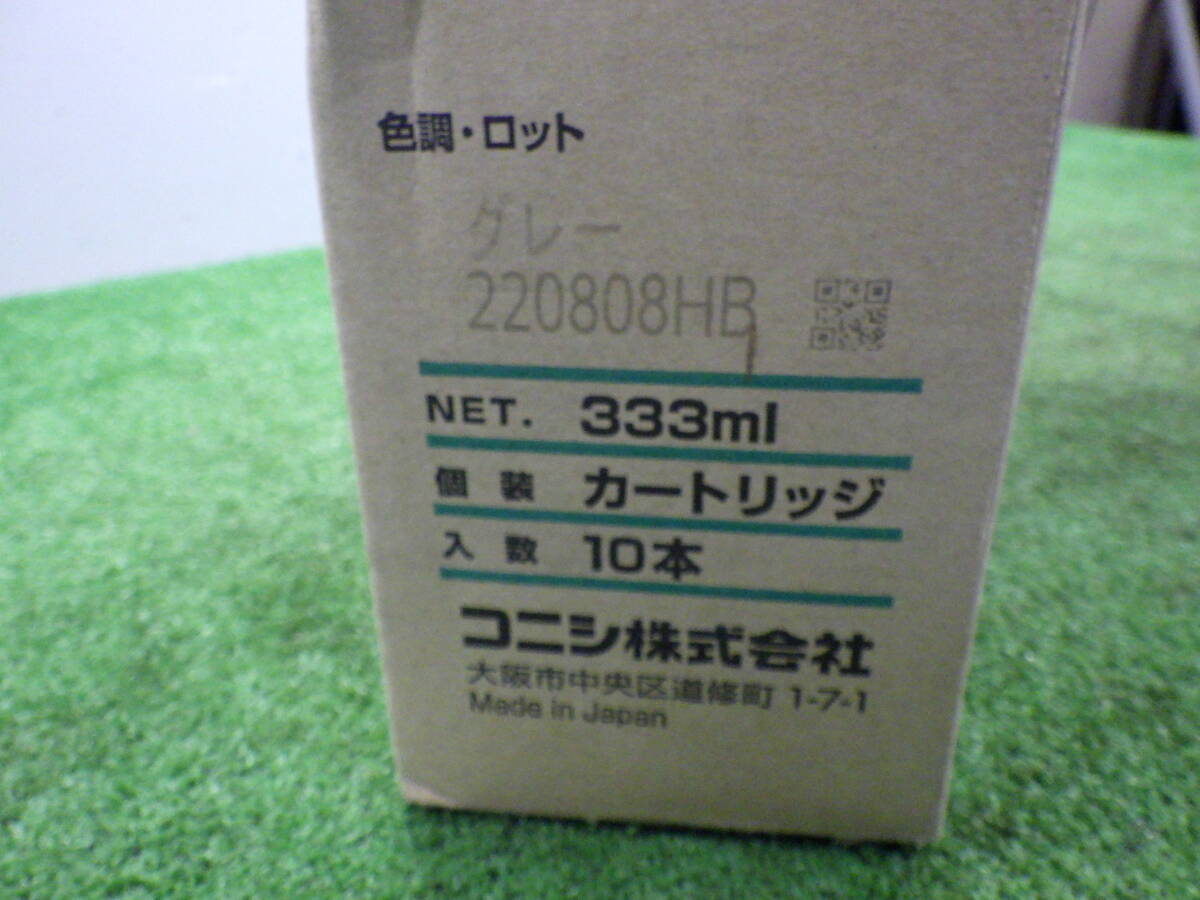 色調・ロット
グレー
220808HB
NET. 333ml
個装 カートリッジ
入数 10本
コニシ株式会社
大阪市中央区道修町 1-7-1
Made in Japan